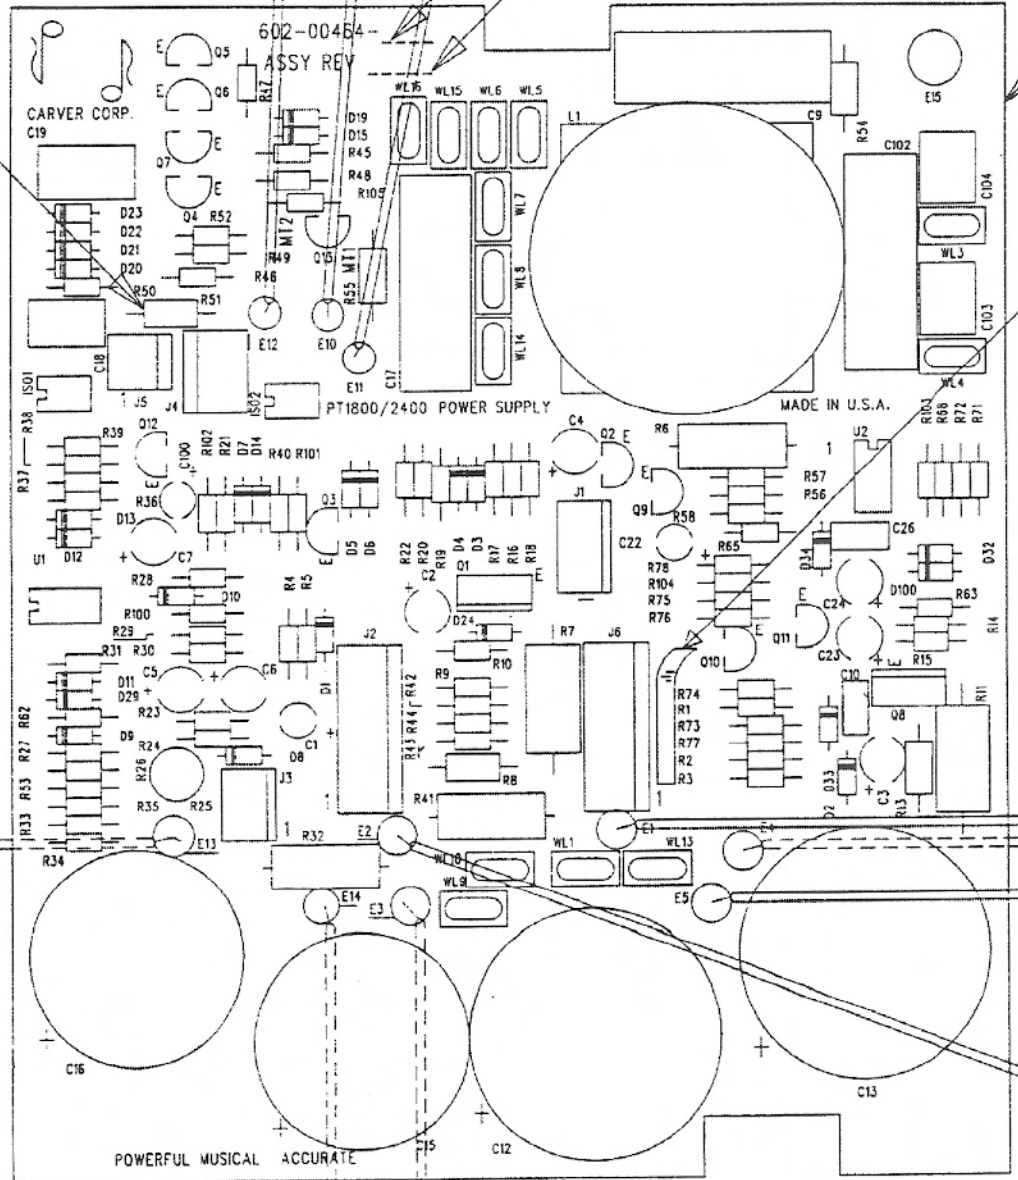 602-00464
ASSY REV
E
Q5
E
Q6
R47
CARVER CORP.
C19
Q7
E
E
D19
D15
R45
R48
R105
WL16
WL15
WL6
WL5
L1
C9
R54
E15
C102
C104
WL3
C103
WL4
D23
D22
D21
D20
R50
Q4
R52
R51
MT2
R49
R46
Q15
R55
MT1
WL7
WL8
WL14
E12
E10
E11
C17
C18
J5
1
J4
ISO1
ISO2
PT1800/2400 POWER SUPPLY
MADE IN U.S.A.
R38
R37
R39
Q12
E
C100
R36
R102
R21
D7
D14
R40
R101
Q3
E
D5
D6
C4
Q2
E
R6
1
U2
R103
R68
R72
R71
R57
R56
E
Q9
R58
J1
C22
D13
D12
C7
U1
R28
D10
R100
R29
R30
R31
R4
R5
R22
R20
R19
D4
D3
R17
R16
R18
C2
Q1
E
D24
R10
R65
R78
R104
R75
R76
D34
C26
D32
D100
C24
R63
R14
E
Q11
C23
R15
C5
C6
D11
D29
R23
R62
D9
R24
R27
R26
R53
R35
R25
R33
R34
D1
C1
D8
J2
R42
R44
R43
1
J3
1
R9
R8
R7
J6
1
E
Q10
R74
R1
R73
R77
R2
R3
C10
E
Q8
R11
D33
D2
C3
R13
R41
E13
R32
E2
E1
E4
WL10
WL1
WL13
WL9
E14
E3
E5
C16
C15
C12
C13
POWERFUL MUSICAL ACCURATE